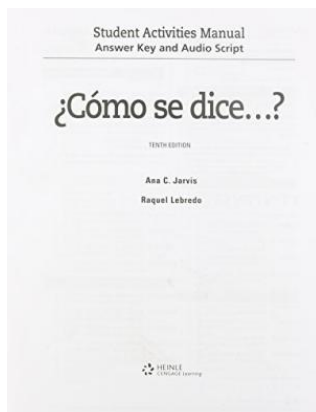 Student Activities Manual
Answer Key and Audio Script
¿Cómo se dice...?
TENTH EDITION
Ana C. Jarvis
Raquel Lebredo
HEINLE
CENGAGE Learning